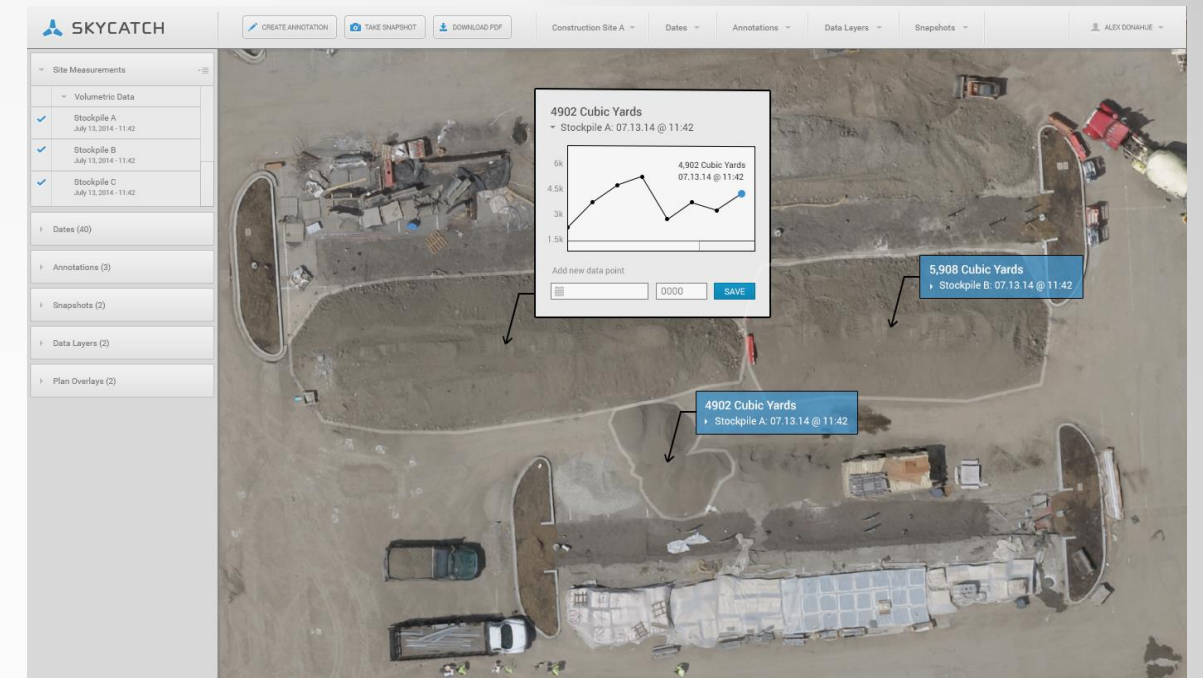 SKYCATCH
CREATE ANNOTATION
TAKE SNAPSHOT
DOWNLOAD PDF
Construction Site A
Dates
Annotations
Data Layers
Snapshots
ALEX DONAHUE
Site Measurements
Volumetric Data
Stockpile A
July 13, 2014 - 11:42
Stockpile B
July 13, 2014 - 11:42
Stockpile C
July 13, 2014 - 11:42
Dates (40)
Annotations (3)
Snapshots (2)
Data Layers (2)
Plan Overlays (2)
4902 Cubic Yards
Stockpile A: 07.13.14 @ 11:42
6k
4.5k
3k
1.5k
4,902 Cubic Yards
07.13.14 @ 11:42
Add new data point
0000
SAVE
5,908 Cubic Yards
Stockpile B: 07.13.14 @ 11:42
4902 Cubic Yards
Stockpile A: 07.13.14 @ 11:42